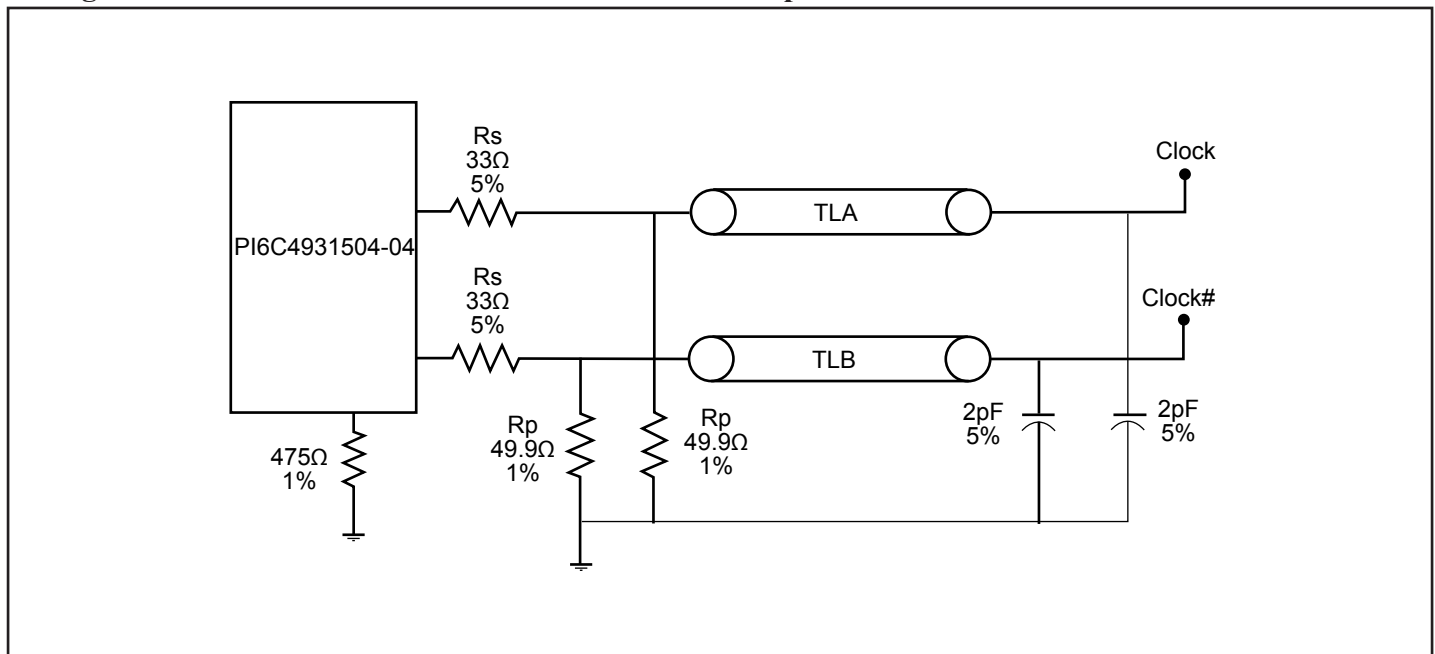 Rs
33Ω
5%
Clock
TLA
PI6C4931504-04
Rs
33Ω
5%
Clock#
TLB
Rp
49.9Ω
1%
Rp
49.9Ω
1%
2pF
5%
2pF
5%
475Ω
1%